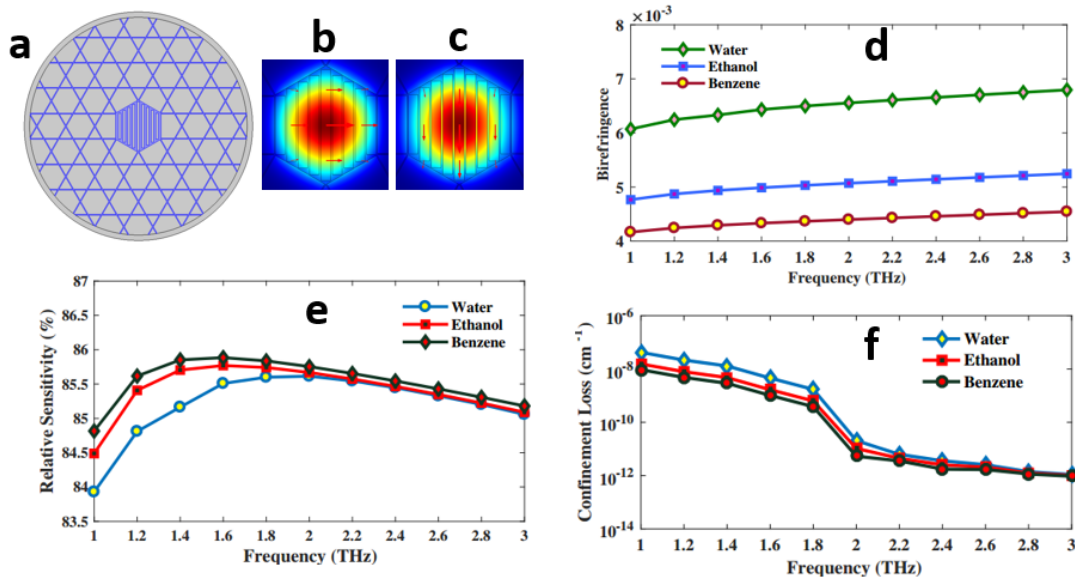 a
b
c
d
8 ×10⁻³
7
6
5
4
Birefringence
Water
Ethanol
Benzene
1 1.2 1.4 1.6 1.8 2 2.2 2.4 2.6 2.8 3
Frequency (THz)
e
87
86.5
86
85.5
85
84.5
84
83.5
Relative Sensitivity (%)
Water
Ethanol
Benzene
1 1.2 1.4 1.6 1.8 2 2.2 2.4 2.6 2.8 3
Frequency (THz)
f
10⁻⁶
10⁻⁸
10⁻¹⁰
10⁻¹²
10⁻¹⁴
Confinement Loss (cm ⁻¹)
Water
Ethanol
Benzene
1 1.2 1.4 1.6 1.8 2 2.2 2.4 2.6 2.8 3
Frequency (THz)